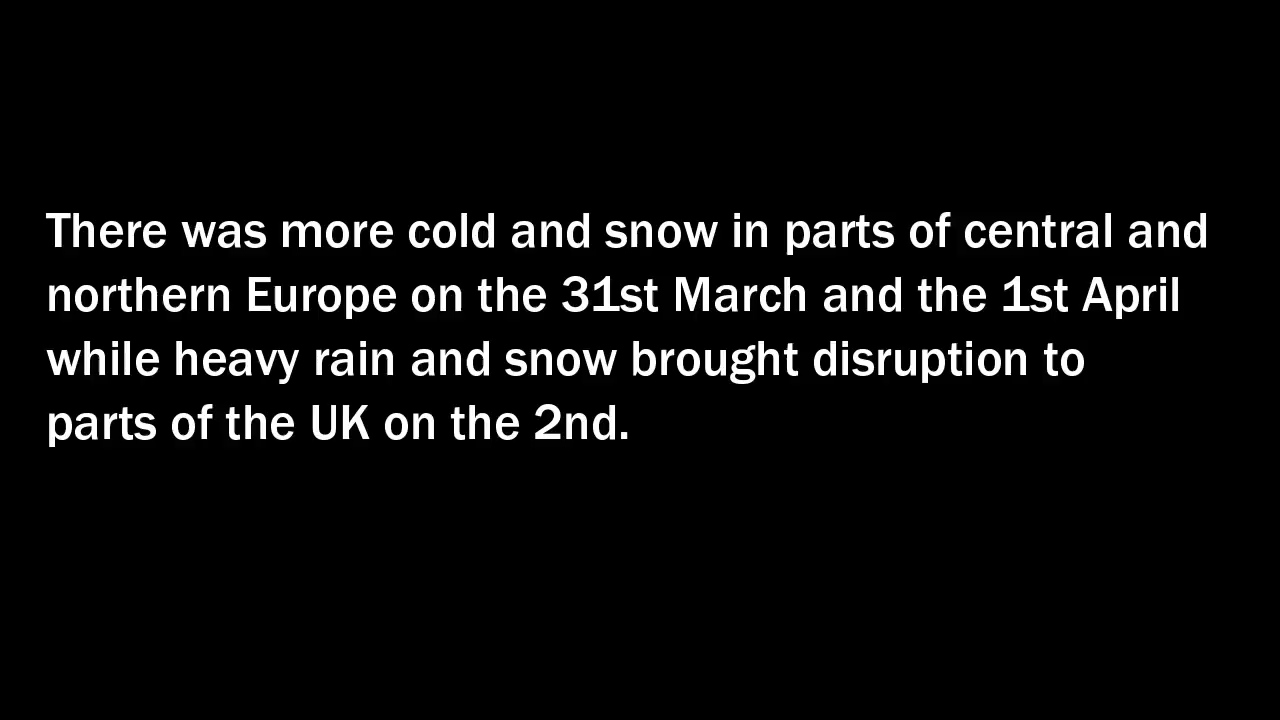 There was more cold and snow in parts of central and
northern Europe on the 31st March and the 1st April
while heavy rain and snow brought disruption to
parts of the UK on the 2nd.